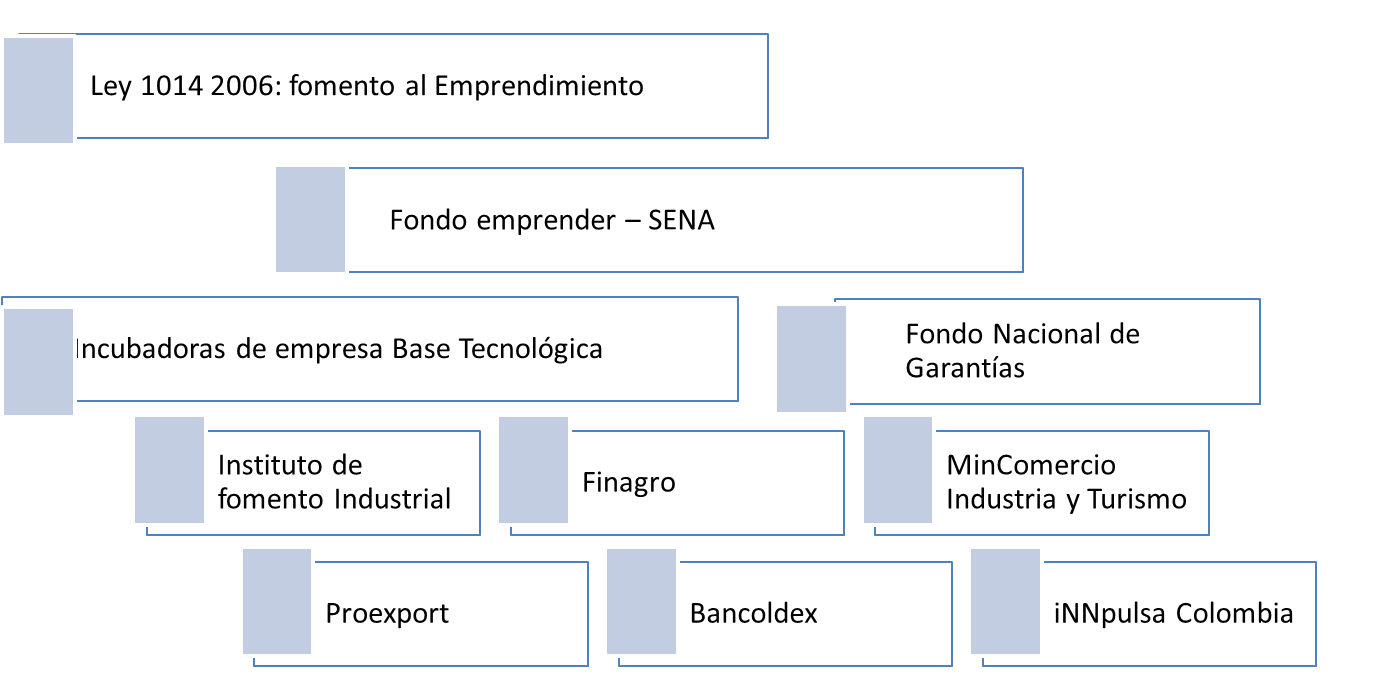 Ley 1014 2006: fomento al Emprendimiento
Fondo emprender – SENA
Incubadoras de empresa Base Tecnológica
Fondo Nacional de
Garantías
Instituto de
fomento Industrial
Finagro
MinComercio
Industria y Turismo
Proexport
Bancoldex
iNNpulsa Colombia